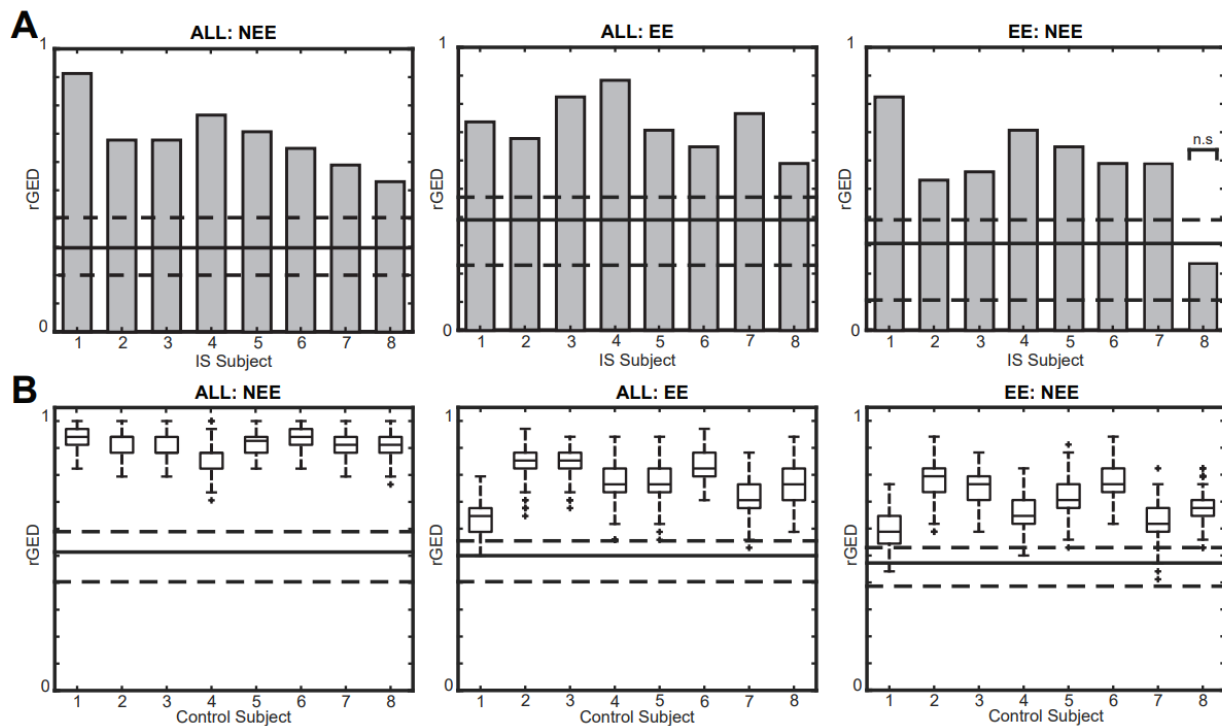 A
ALL: NEE
ALL: EE
EE: NEE
1
rGED
0
1 2 3 4 5 6 7 8
IS Subject
1
rGED
0
1 2 3 4 5 6 7 8
IS Subject
1
rGED
0
n.s
1 2 3 4 5 6 7 8
IS Subject
B
ALL: NEE
ALL: EE
EE: NEE
1
rGED
0
1 2 3 4 5 6 7 8
Control Subject
1
rGED
0
1 2 3 4 5 6 7 8
Control Subject
1
rGED
0
1 2 3 4 5 6 7 8
Control Subject